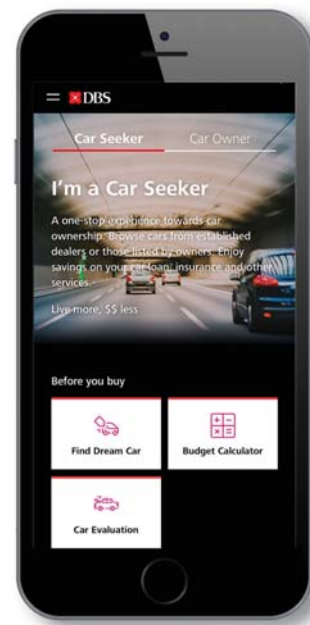 DBS
Car Seeker
Car Owner
I'm a Car Seeker
A one-stop experience towards car
ownership. Browse cars from established
dealers or those listed by owners. Enjoy
savings on your car loan, insurance and other
services.
Live more, $$ less
Before you buy
Find Dream Car
Budget Calculator
Car Evaluation